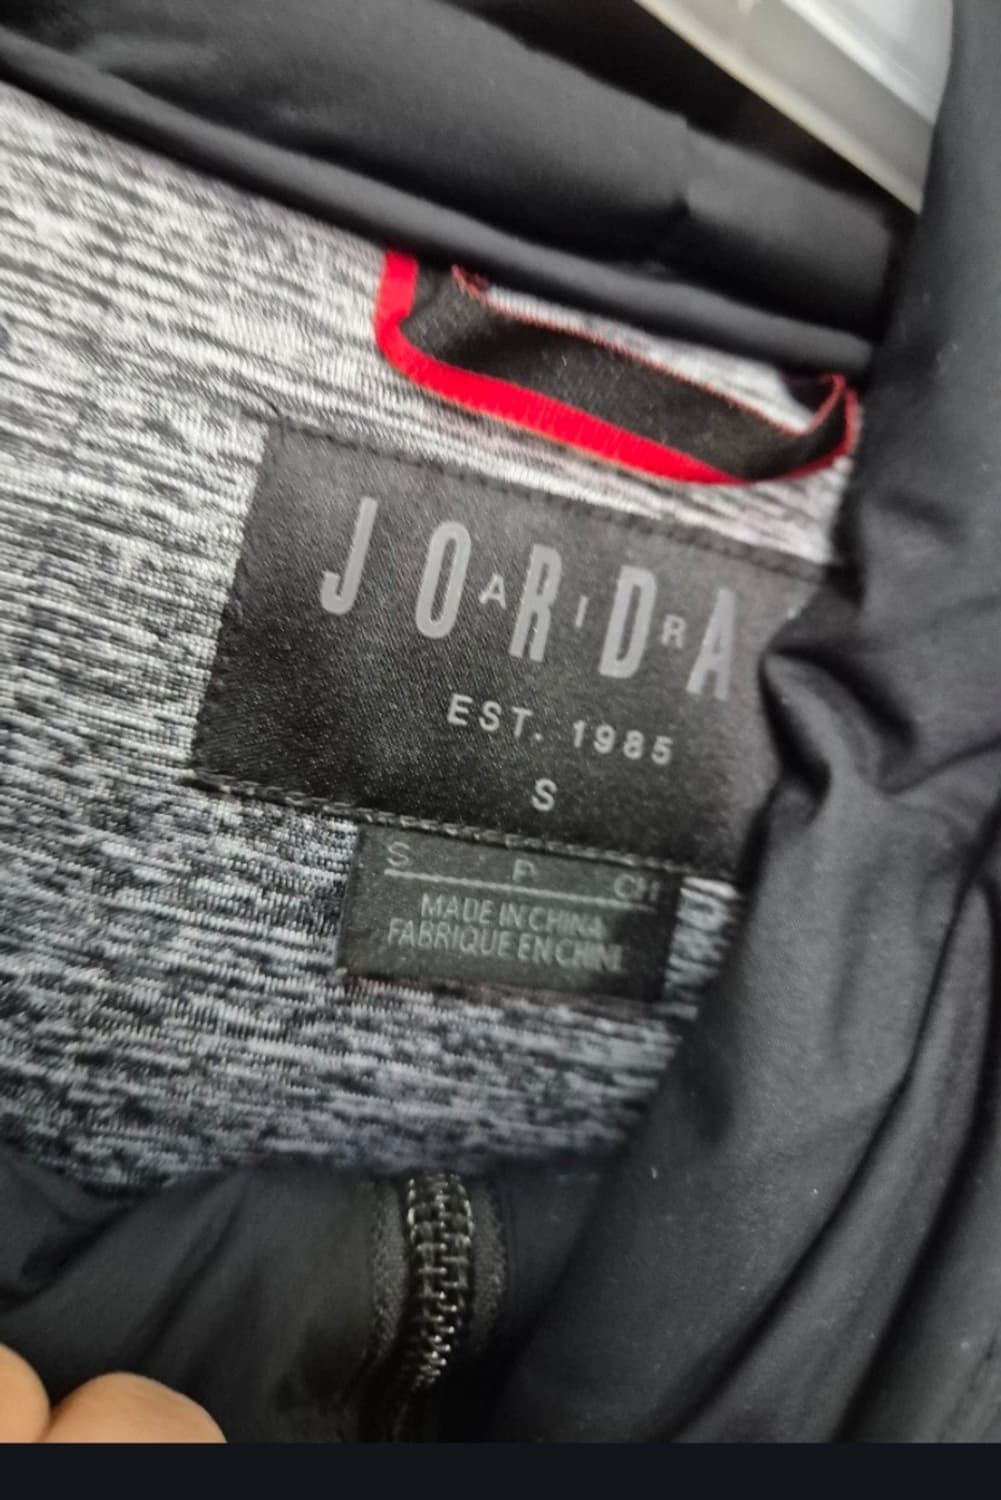 JORDA
AIR
EST. 1985
S
S P CH
MADE IN CHINA
FABRIQUE EN CHINE